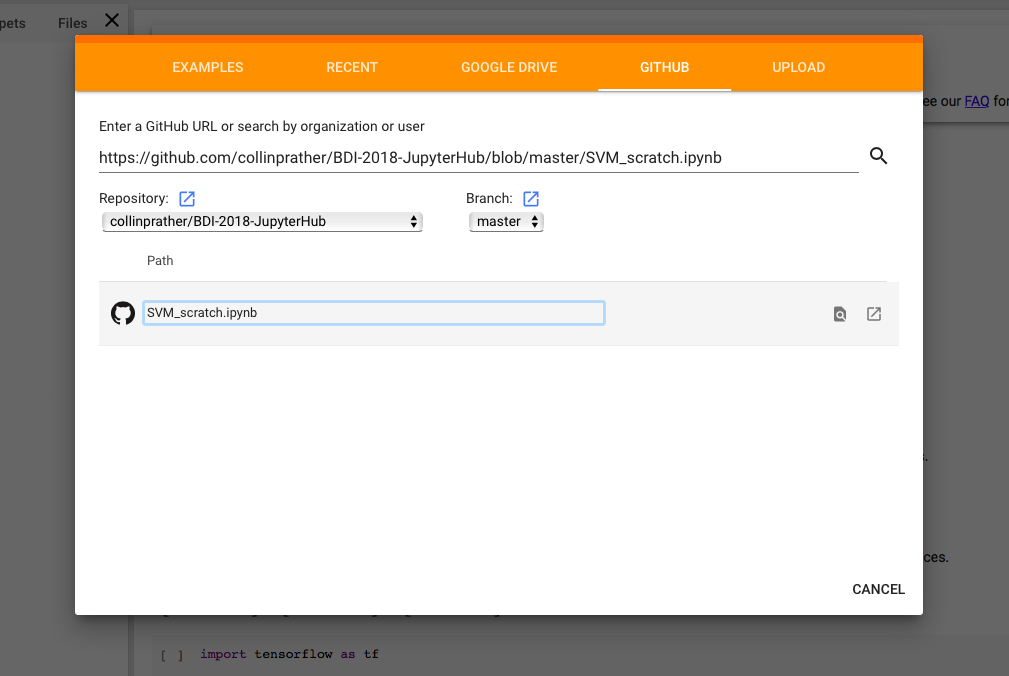 pets Files
EXAMPLES RECENT GOOGLE DRIVE GITHUB UPLOAD
ee our FAQ for
Enter a GitHub URL or search by organization or user
https://github.com/collinprather/BDI-2018-JupyterHub/blob/master/SVM_scratch.ipynb
Repository: Branch:
collinprather/BDI-2018-JupyterHub master
Path
SVM_scratch.ipynb
s.
ces.
CANCEL
[ ] import tensorflow as tf